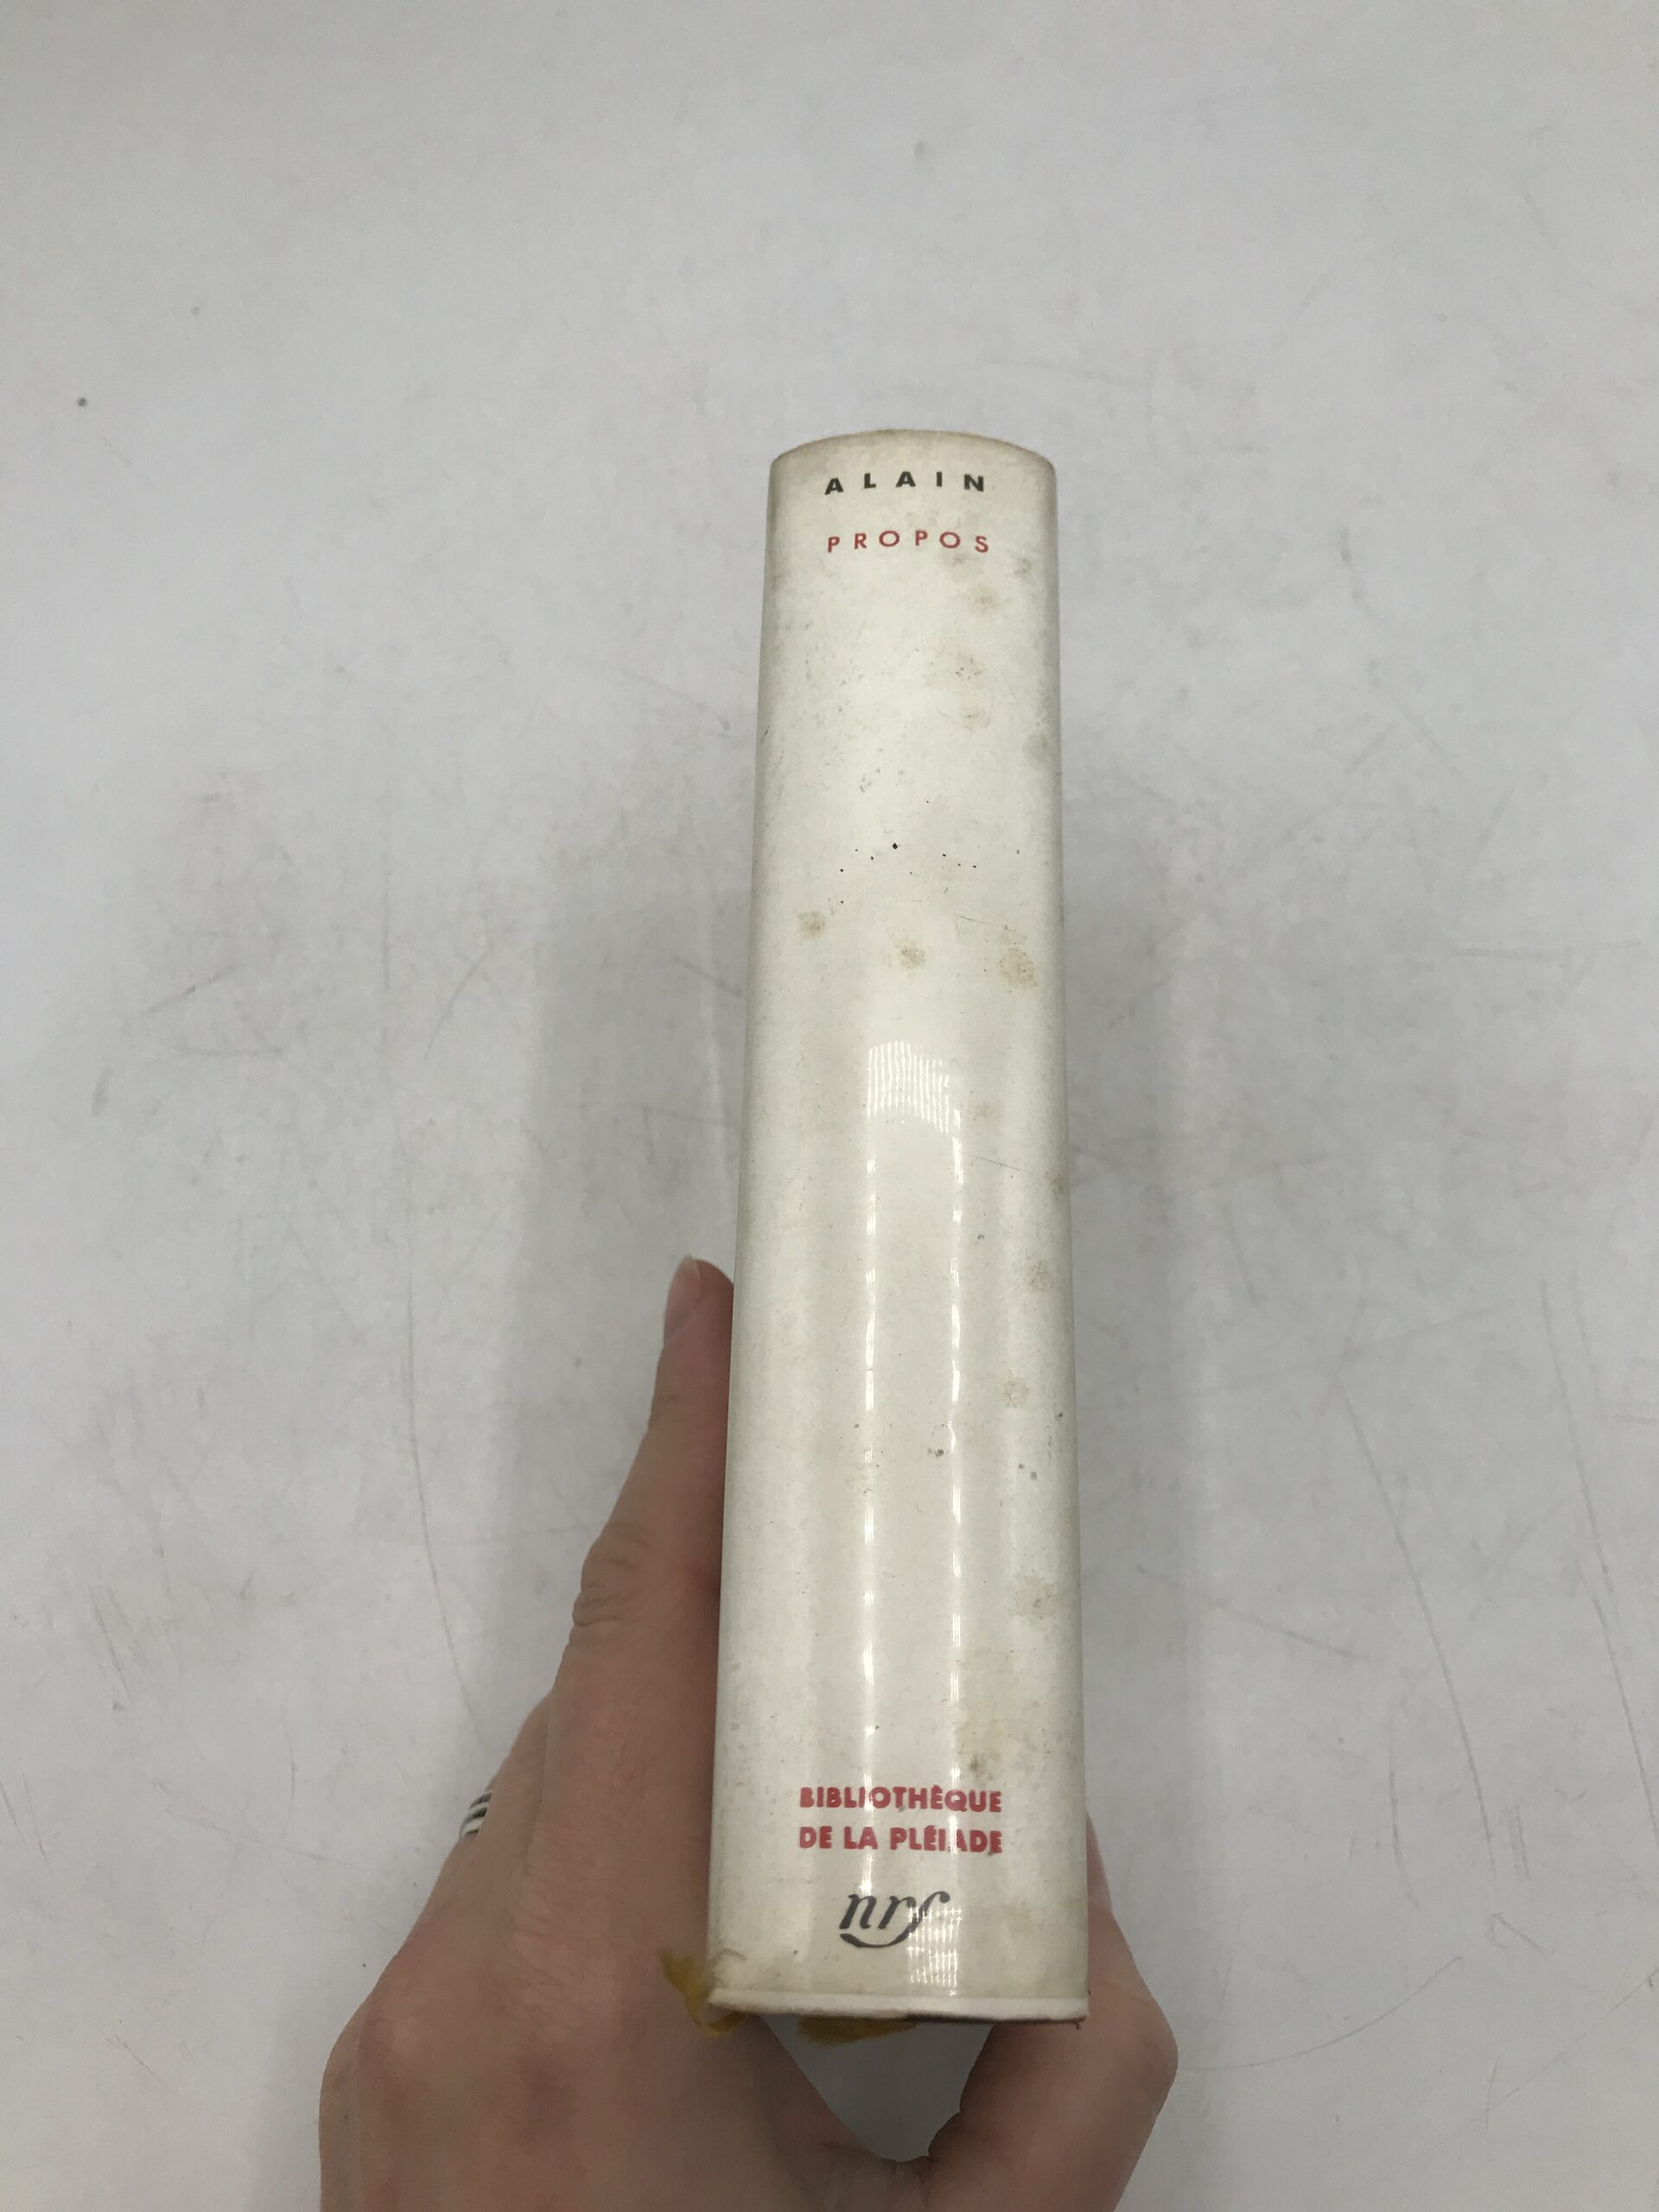 ALAIN
PROPOS
BIBLIOTHÈQUE
DE LA PLÉIADE
nrf